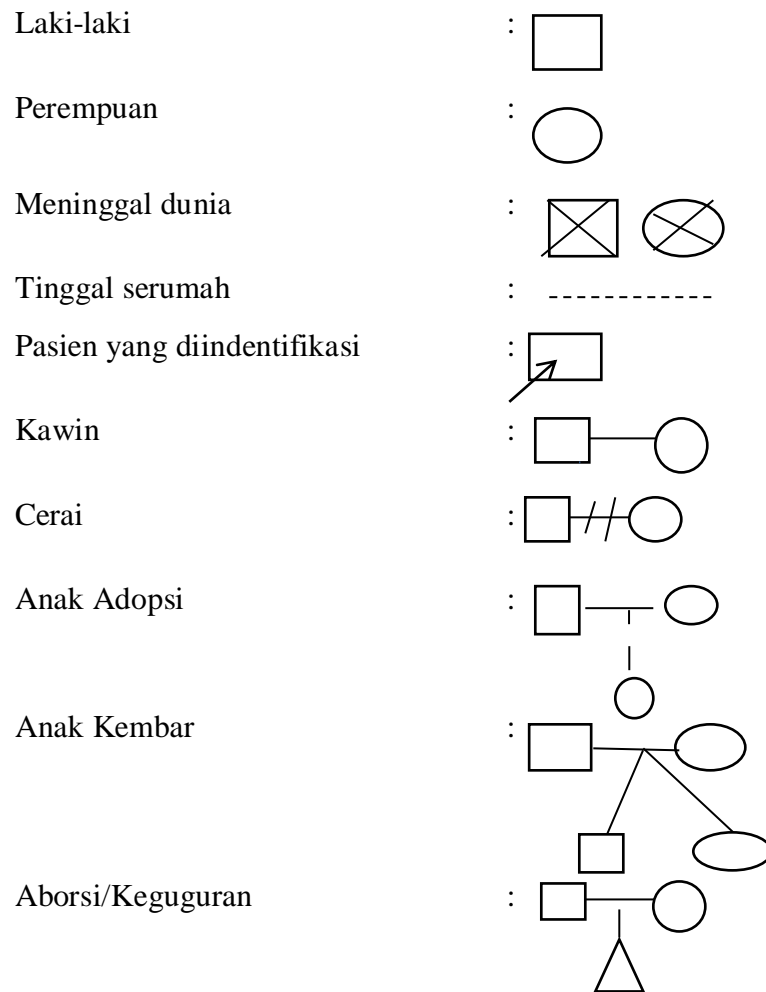 Laki-laki :
Perempuan :
Meninggal dunia :
Tinggal serumah :
Pasien yang diindentifikasi :
Kawin :
Cerai :
Anak Adopsi :
Anak Kembar :
Aborsi/Keguguran :